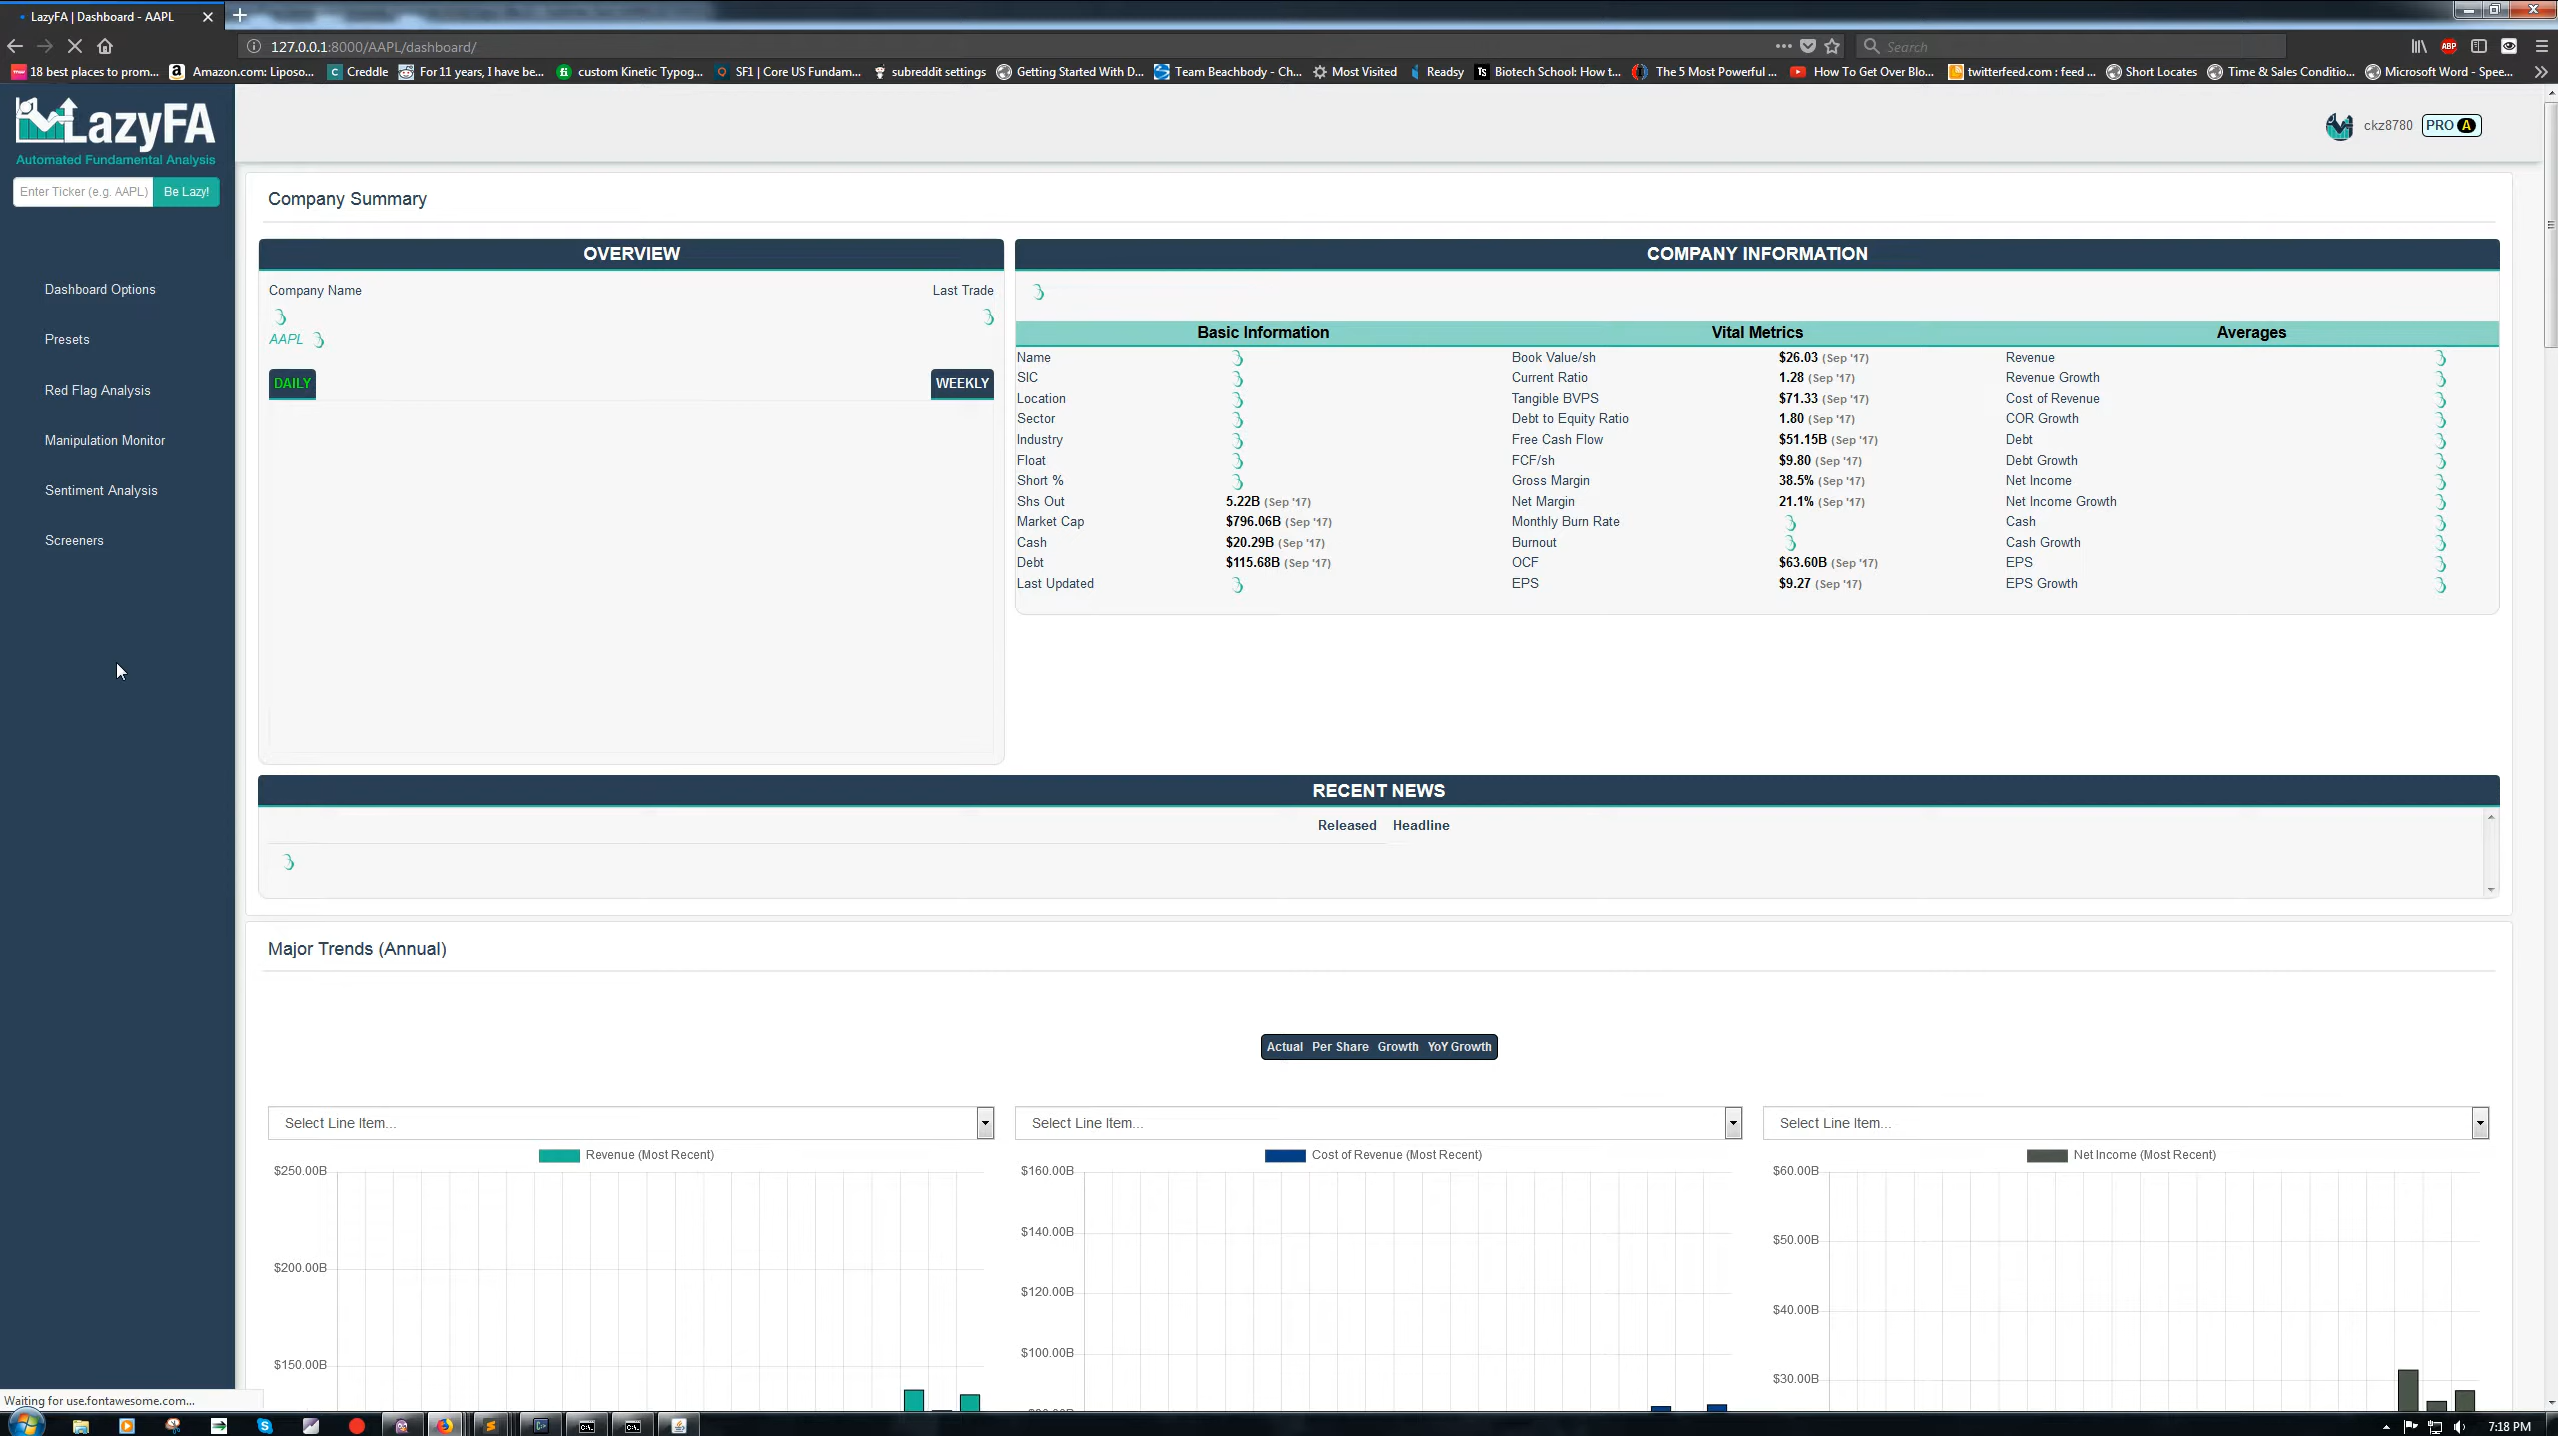 LazyFA | Dashboard - AAPL
127.0.0.1:8000/AAPL/dashboard/
Search
18 best places to prom...
Amazon.com: Liposo...
Creddle
For 11 years, I have be...
custom Kinetic Typog...
SF1 | Core US Fundam...
subreddit settings
Getting Started With D...
Team Beachbody - Ch...
Most Visited
Readsy
Biotech School: How t...
The 5 Most Powerful ...
How To Get Over Blo...
twitterfeed.com : feed ...
Short Locates
Time & Sales Conditio...
Microsoft Word - Spee...
LazyFA
Automated Fundamental Analysis
Enter Ticker (e.g. AAPL)
Be Lazy!
ckz8780
PRO A
Dashboard Options
Presets
Red Flag Analysis
Manipulation Monitor
Sentiment Analysis
Screeners
Company Summary
OVERVIEW
Company Name
Last Trade
AAPL
DAILY
WEEKLY
COMPANY INFORMATION
Basic Information
Vital Metrics
Averages
Name
Book Value/sh $26.03 (Sep '17)
Revenue
SIC
Current Ratio 1.28 (Sep '17)
Revenue Growth
Location
Tangible BVPS $71.33 (Sep '17)
Cost of Revenue
Sector
Debt to Equity Ratio 1.80 (Sep '17)
COR Growth
Industry
Free Cash Flow $51.15B (Sep '17)
Debt
Float
FCF/sh $9.80 (Sep '17)
Debt Growth
Short %
Gross Margin 38.5% (Sep '17)
Net Income
Shs Out 5.22B (Sep '17)
Net Margin 21.1% (Sep '17)
Net Income Growth
Market Cap $796.06B (Sep '17)
Monthly Burn Rate
Cash
Cash $20.29B (Sep '17)
Burnout
Cash Growth
Debt $115.68B (Sep '17)
OCF $63.60B (Sep '17)
EPS
Last Updated
EPS $9.27 (Sep '17)
EPS Growth
RECENT NEWS
Released Headline
Major Trends (Annual)
Actual Per Share Growth YoY Growth
Select Line Item...
Select Line Item...
Select Line Item...
Revenue (Most Recent)
$250.00B
$200.00B
$150.00B
Cost of Revenue (Most Recent)
$160.00B
$140.00B
$120.00B
$100.00B
Net Income (Most Recent)
$60.00B
$50.00B
$40.00B
$30.00B
Waiting for use.fontawesome.com...
7:18 PM